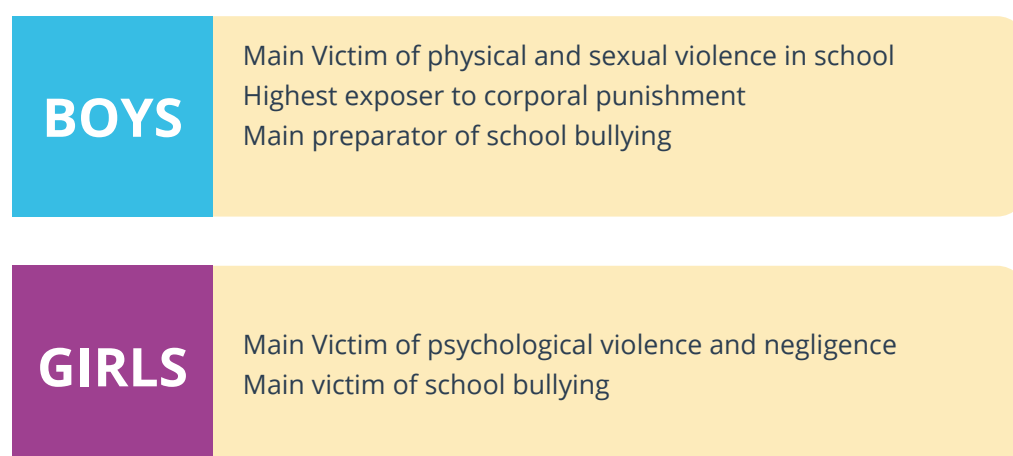 BOYS
Main Victim of physical and sexual violence in school
Highest exposer to corporal punishment
Main preparator of school bullying
GIRLS
Main Victim of psychological violence and negligence
Main victim of school bullying